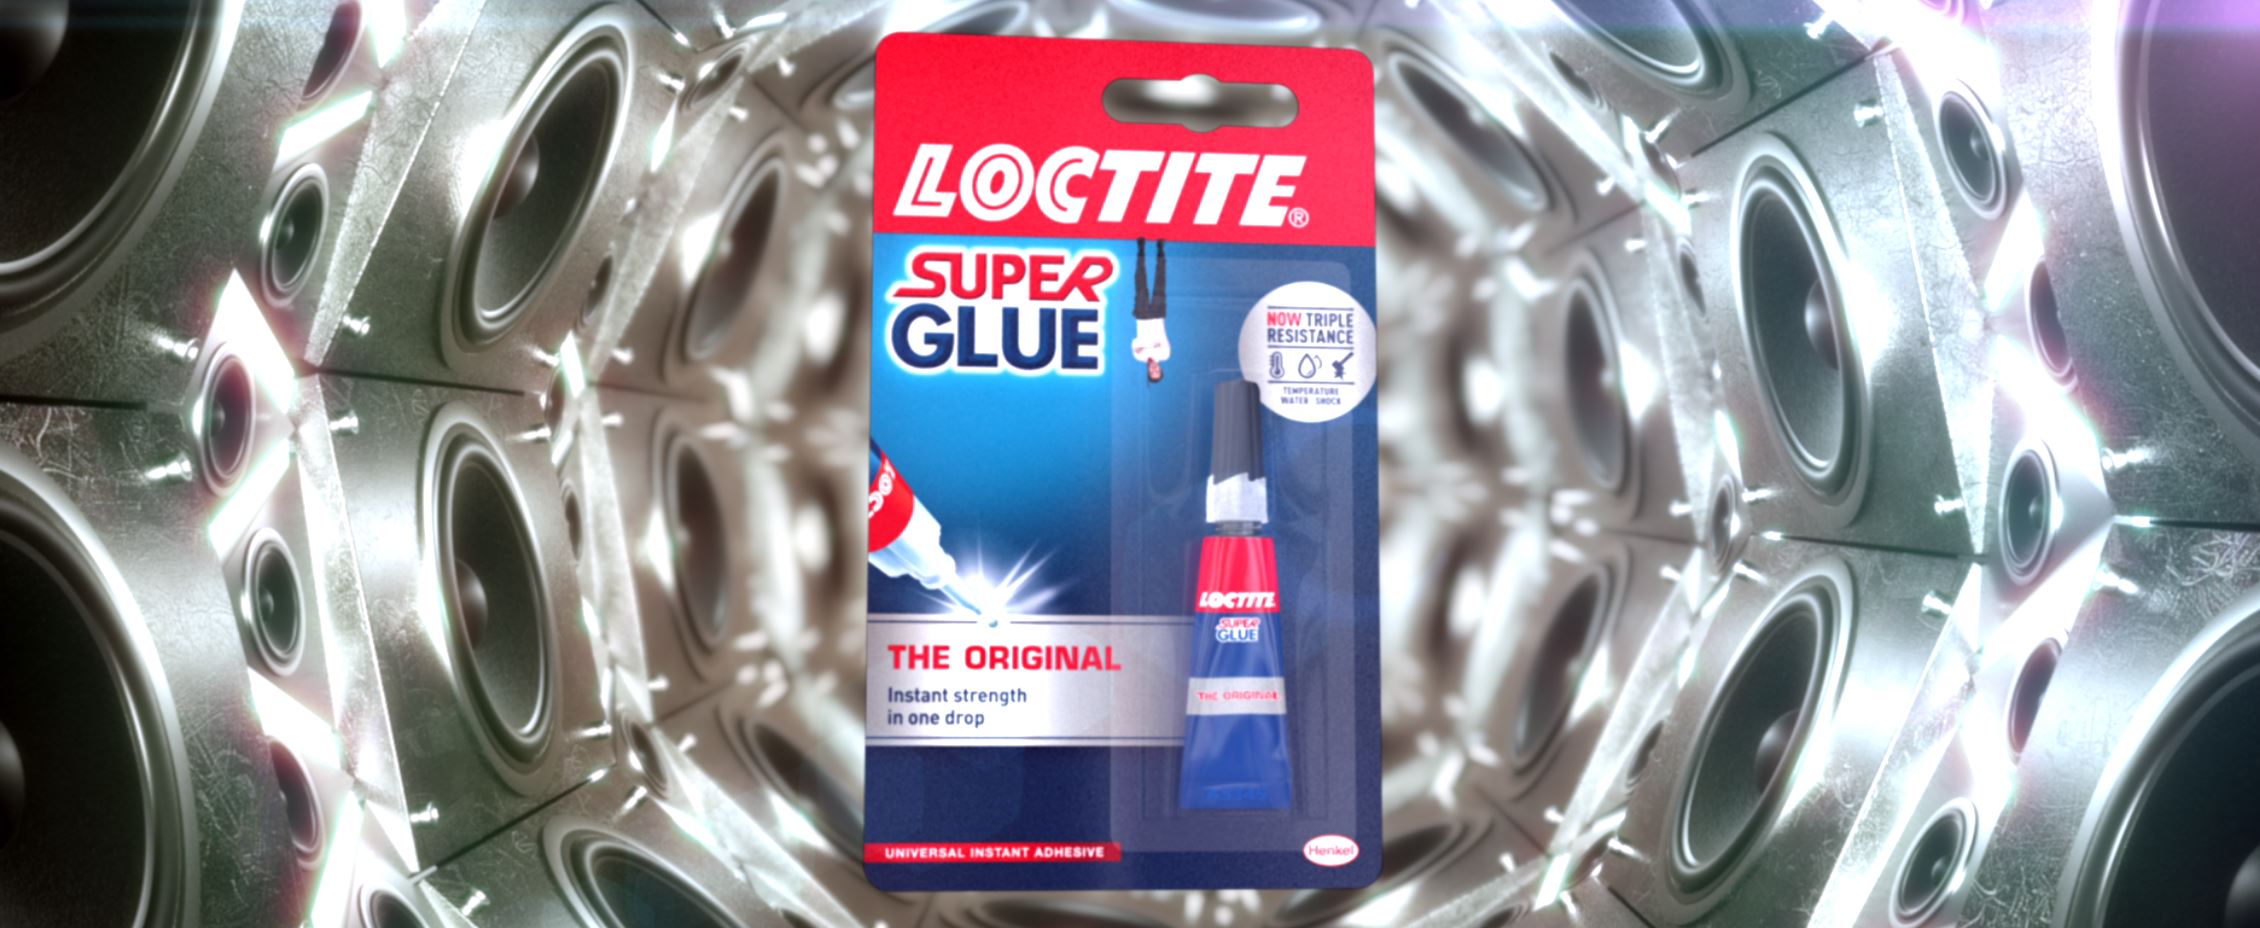 LOCTITE®
SUPER
GLUE
NOW TRIPLE
RESISTANCE
TEMPERATURE
WATER SHOCK
LOCTITE
SUPER
GLUE
THE ORIGINAL
THE ORIGINAL
Instant strength
in one drop
UNIVERSAL INSTANT ADHESIVE
Henkel